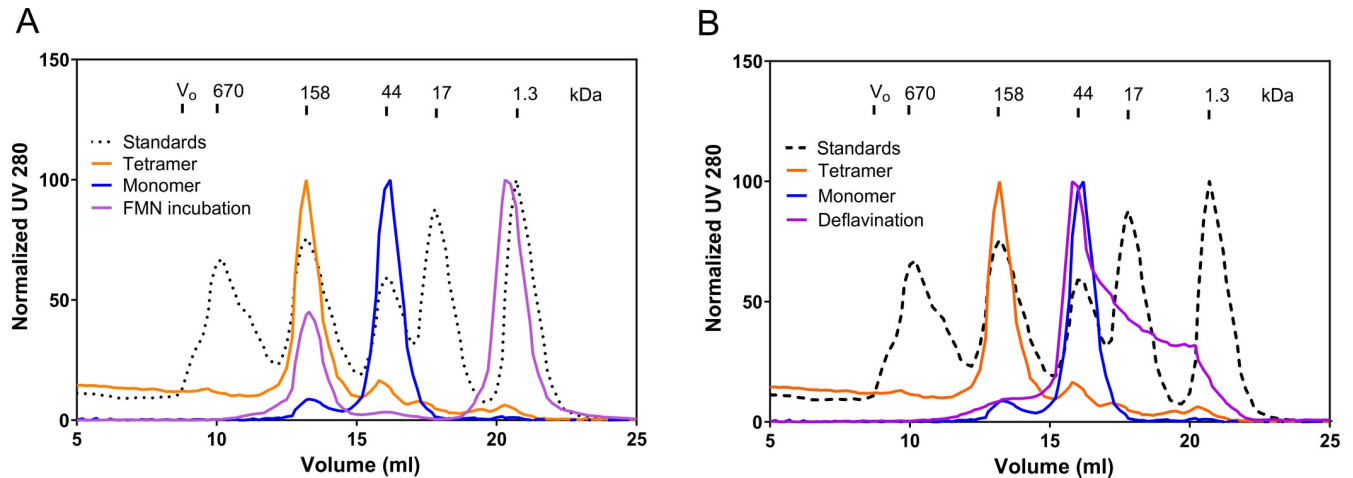 A
150
100
50
0
Normalized UV 280
Vo 670 158 44 17 1.3 kDa
Standards
Tetramer
Monomer
FMN incubation
5 10 15 20 25
Volume (ml)
B
150
100
50
0
Normalized UV 280
Vo 670 158 44 17 1.3 kDa
Standards
Tetramer
Monomer
Deflavination
5 10 15 20 25
Volume (ml)